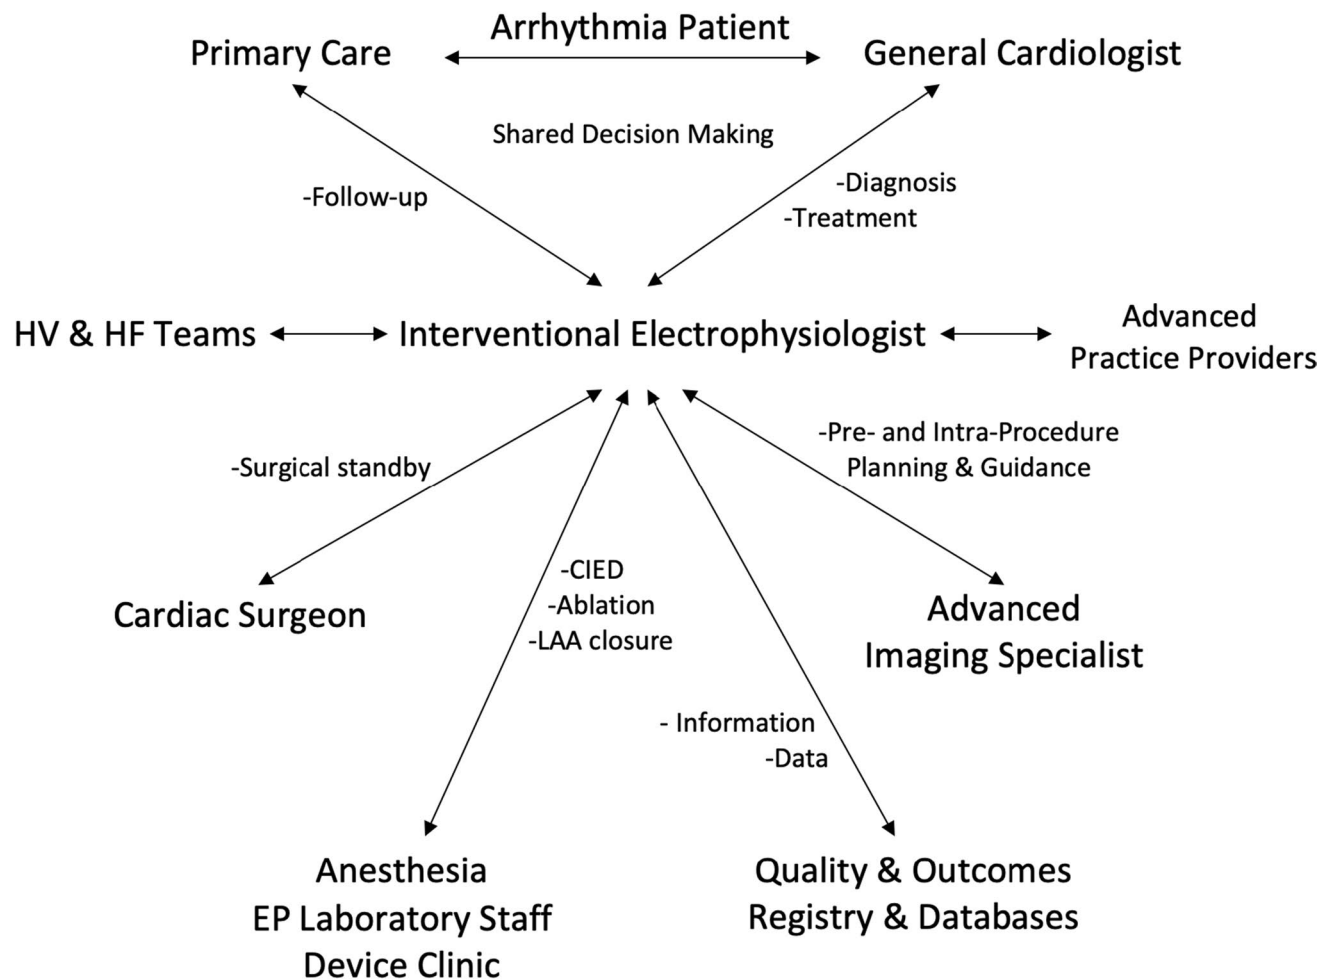 Arrhythmia Patient
Primary Care
General Cardiologist
Shared Decision Making
-Follow-up
-Diagnosis
-Treatment
HV & HF Teams
Interventional Electrophysiologist
Advanced
Practice Providers
-Surgical standby
-Pre- and Intra-Procedure
Planning & Guidance
-CIED
-Ablation
-LAA closure
Cardiac Surgeon
Advanced
Imaging Specialist
- Information
-Data
Anesthesia
EP Laboratory Staff
Device Clinic
Quality & Outcomes
Registry & Databases